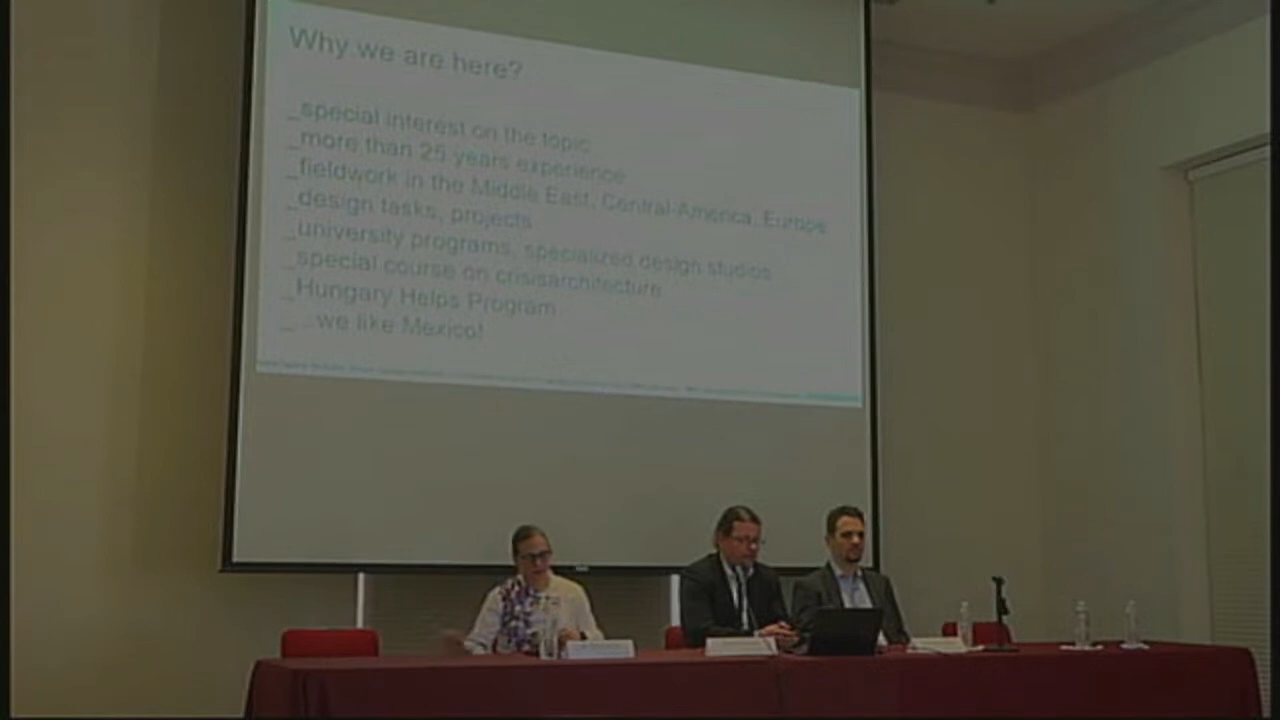 Why we are here?
_special interest on the topic
_more than 25 years experience
_fieldwork in the Middle East, Central-America, Europe
_design tasks, projects
_university programs, specialized design studios
_special course on crisisarchitecture
_Hungary Helps Program
_ ...we like Mexico!